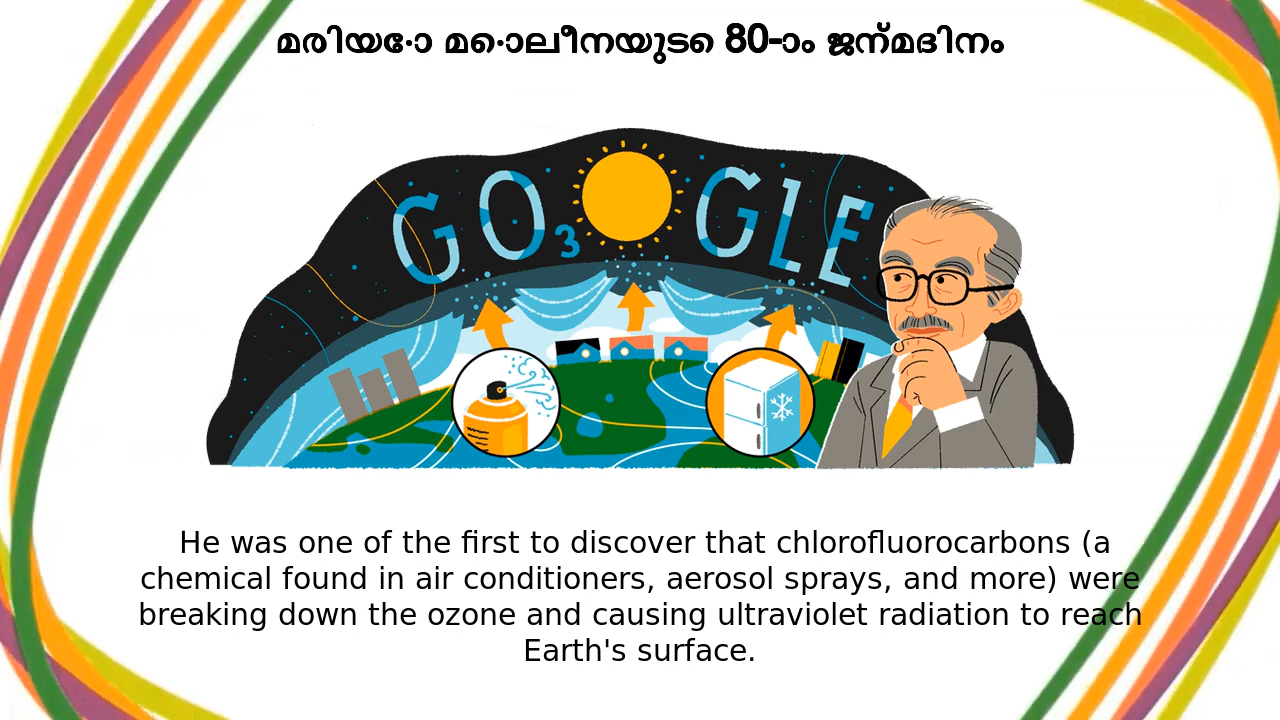 മരിയോ മൊലീനയുടെ 80-ാം ജന്മദിനം
GO₃GLE
He was one of the first to discover that chlorofluorocarbons (a
chemical found in air conditioners, aerosol sprays, and more) were
breaking down the ozone and causing ultraviolet radiation to reach
Earth's surface.